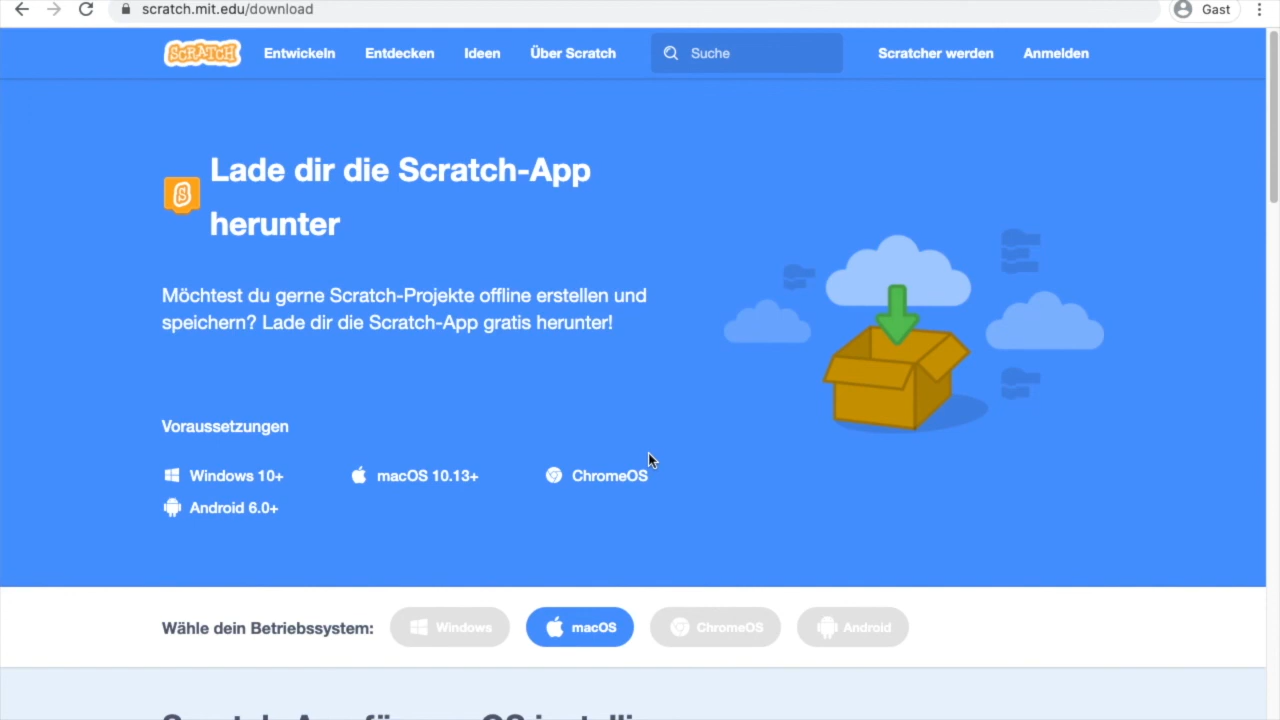 scratch.mit.edu/download
Gast
SCRATCH
Entwickeln
Entdecken
Ideen
Über Scratch
Suche
Scratcher werden
Anmelden
Lade dir die Scratch-App
herunter
Möchtest du gerne Scratch-Projekte offline erstellen und
speichern? Lade dir die Scratch-App gratis herunter!
Voraussetzungen
Windows 10+
macOS 10.13+
ChromeOS
Android 6.0+
Wähle dein Betriebssystem:
Windows
macOS
ChromeOS
Android